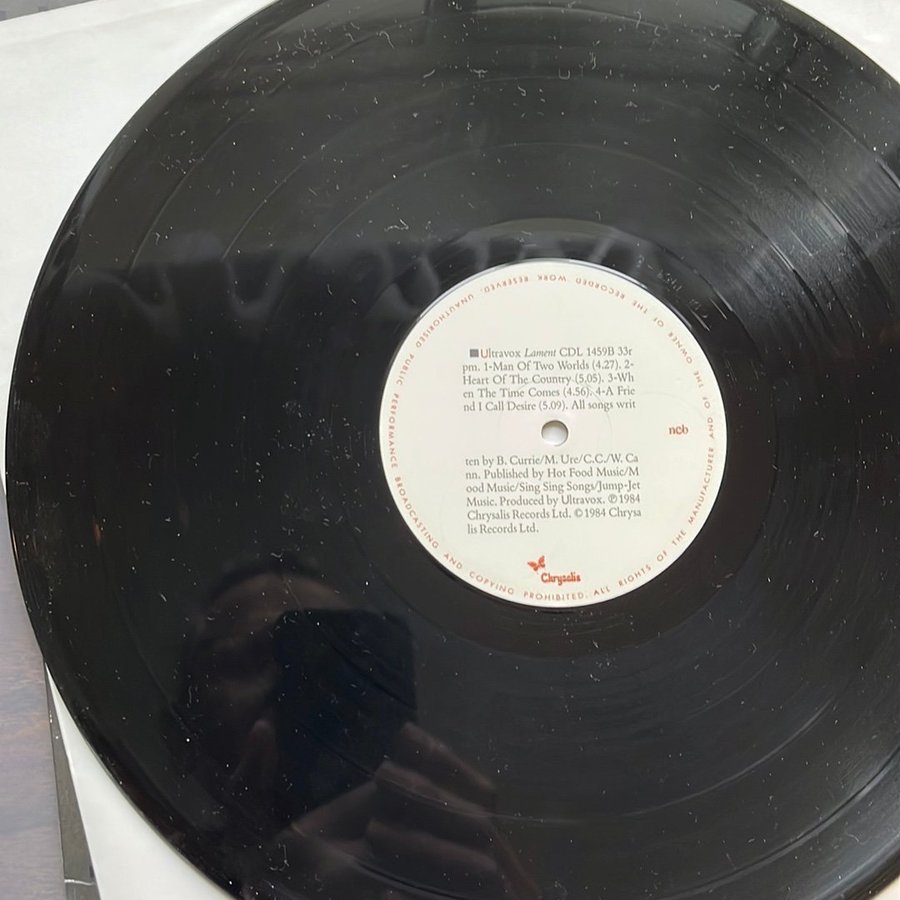 ■Ultravox Lament CDL 1459B 33r
pm. 1-Man Of Two Worlds (4.27). 2-
Heart Of The Country (5.05). 3-Wh
en The Time Comes (4.56). 4-A Frie
nd I Call Desire (5.09). All songs writ
ncb
ten by B. Currie/M. Ure/C.C./W. Ca
nn. Published by Hot Food Music/M
ood Music/Sing Sing Songs/Jump-Jet
Music. Produced by Ultravox. ℗1984
Chrysalis Records Ltd. ©1984 Chrysa
lis Records Ltd.
Chrysalis
ALL RIGHTS OF THE MANUFACTURER AND OF THE OWNER OF THE RECORDED WORK RESERVED. UNAUTHORISED PUBLIC PERFORMANCE BROADCASTING AND COPYING PROHIBITED.